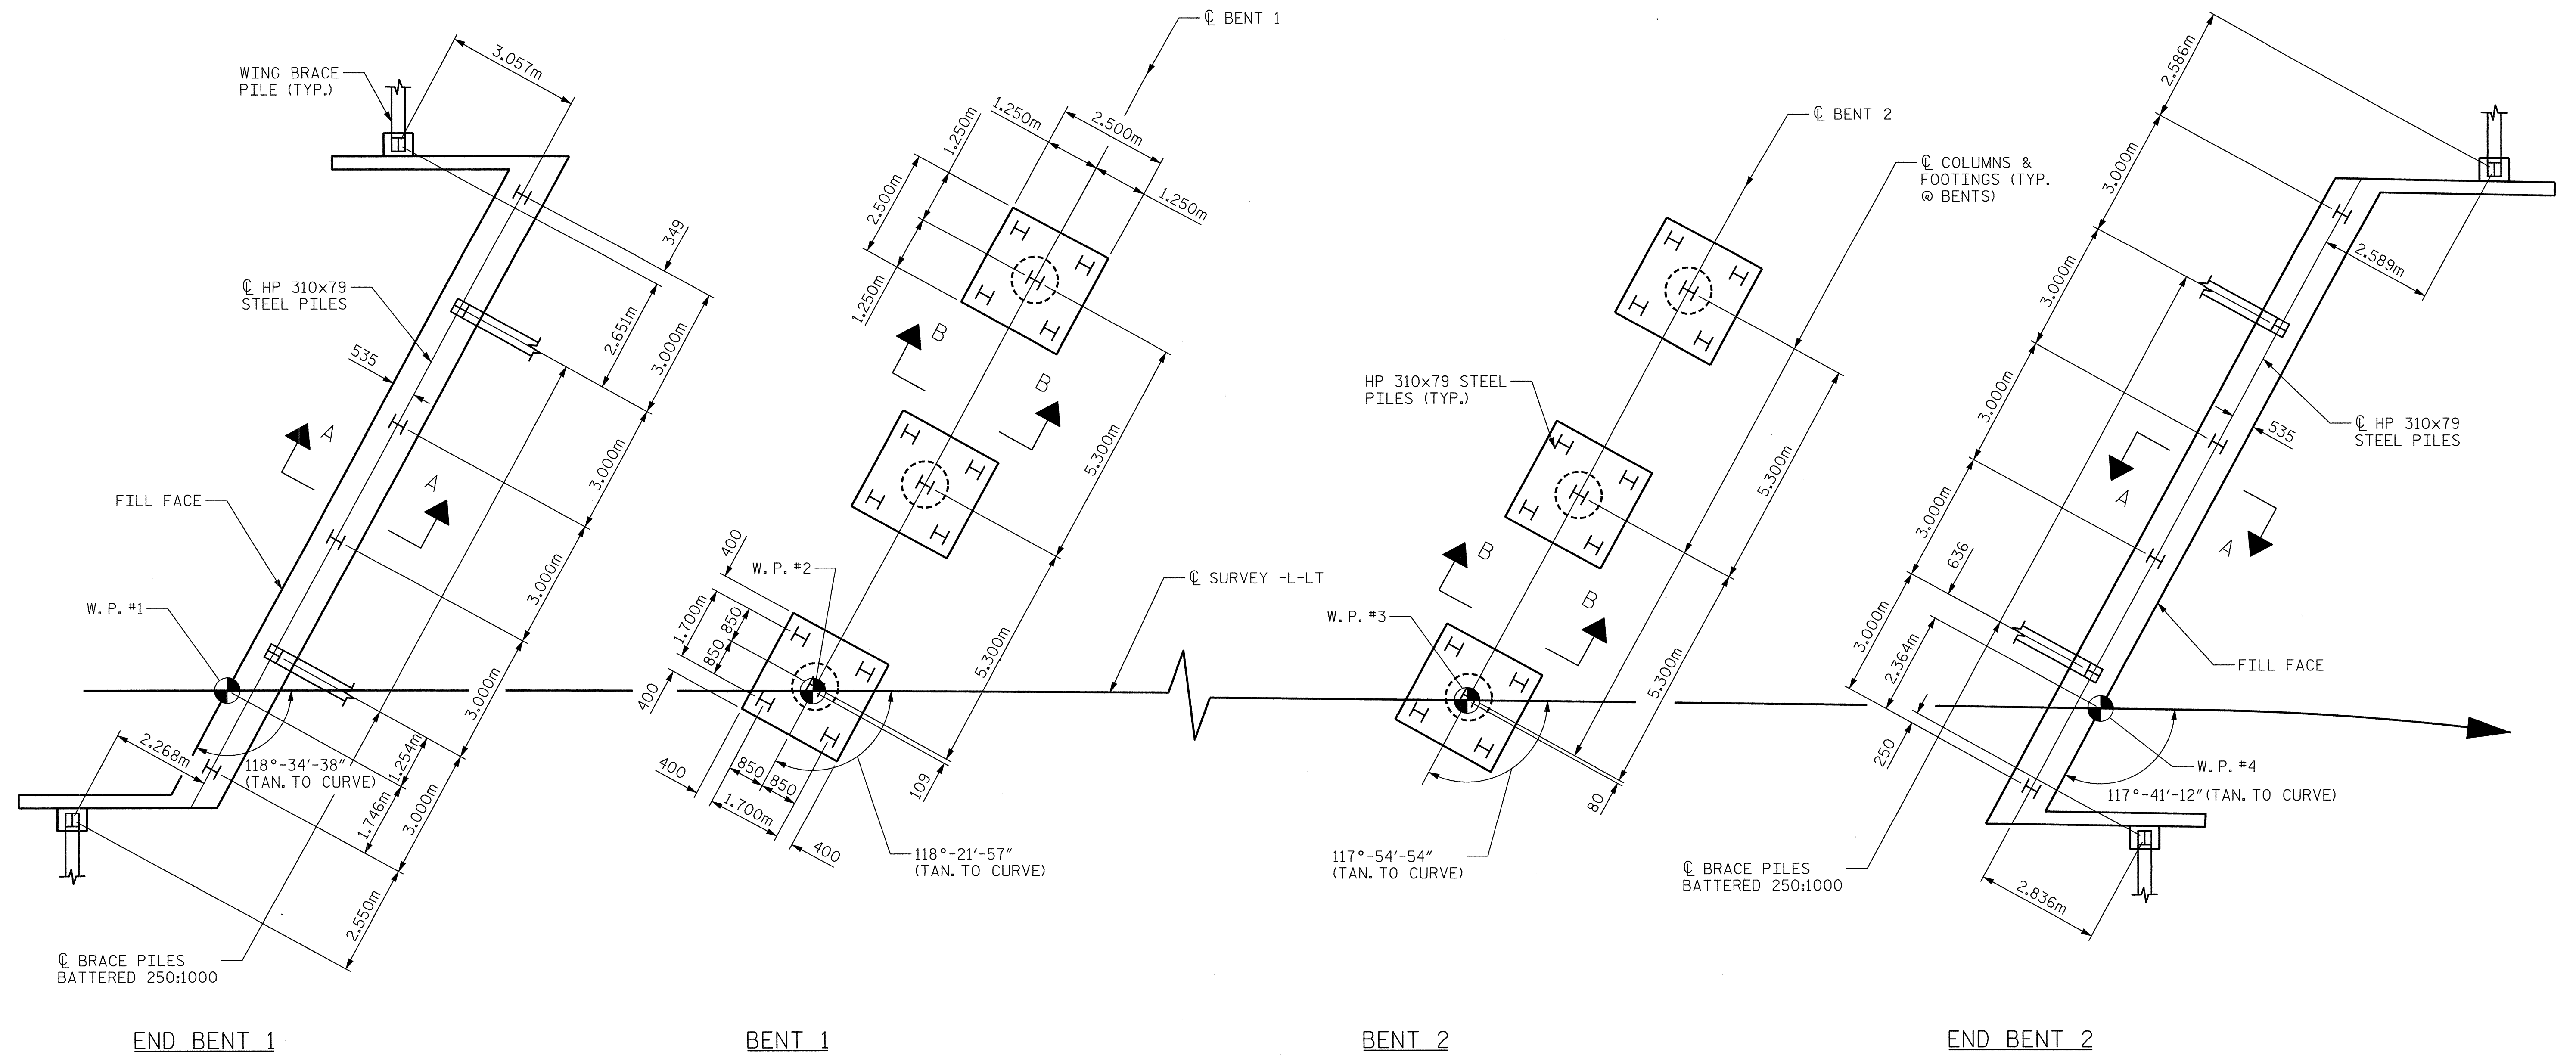 ℄ BENT 1
WING BRACE
PILE (TYP.)
3.057m
349
2.651m
3.000m
3.000m
3.000m
3.000m
3.000m
℄ HP 310x79
STEEL PILES
535
A
A
FILL FACE
W.P. #1
2.268m
118°-34'-38"
(TAN. TO CURVE)
1.254m
1.746m
2.550m
℄ BRACE PILES
BATTERED 250:1000
END BENT 1
1.250m
2.500m
1.250m
1.250m
2.500m
1.250m
B
B
5.300m
5.300m
400
W.P. #2
1.700m
850
850
400
400
850
850
1.700m
400
109
118°-21'-57"
(TAN. TO CURVE)
℄ SURVEY -L-LT
BENT 1
℄ BENT 2
℄ COLUMNS &
FOOTINGS (TYP.
@ BENTS)
HP 310x79 STEEL
PILES (TYP.)
5.300m
5.300m
B
B
W.P. #3
80
117°-54'-54"
(TAN. TO CURVE)
BENT 2
2.586m
3.000m
3.000m
3.000m
3.000m
3.000m
636
2.364m
250
2.589m
℄ HP 310x79
STEEL PILES
535
A
A
FILL FACE
W.P. #4
117°-41'-12" (TAN. TO CURVE)
℄ BRACE PILES
BATTERED 250:1000
2.836m
END BENT 2